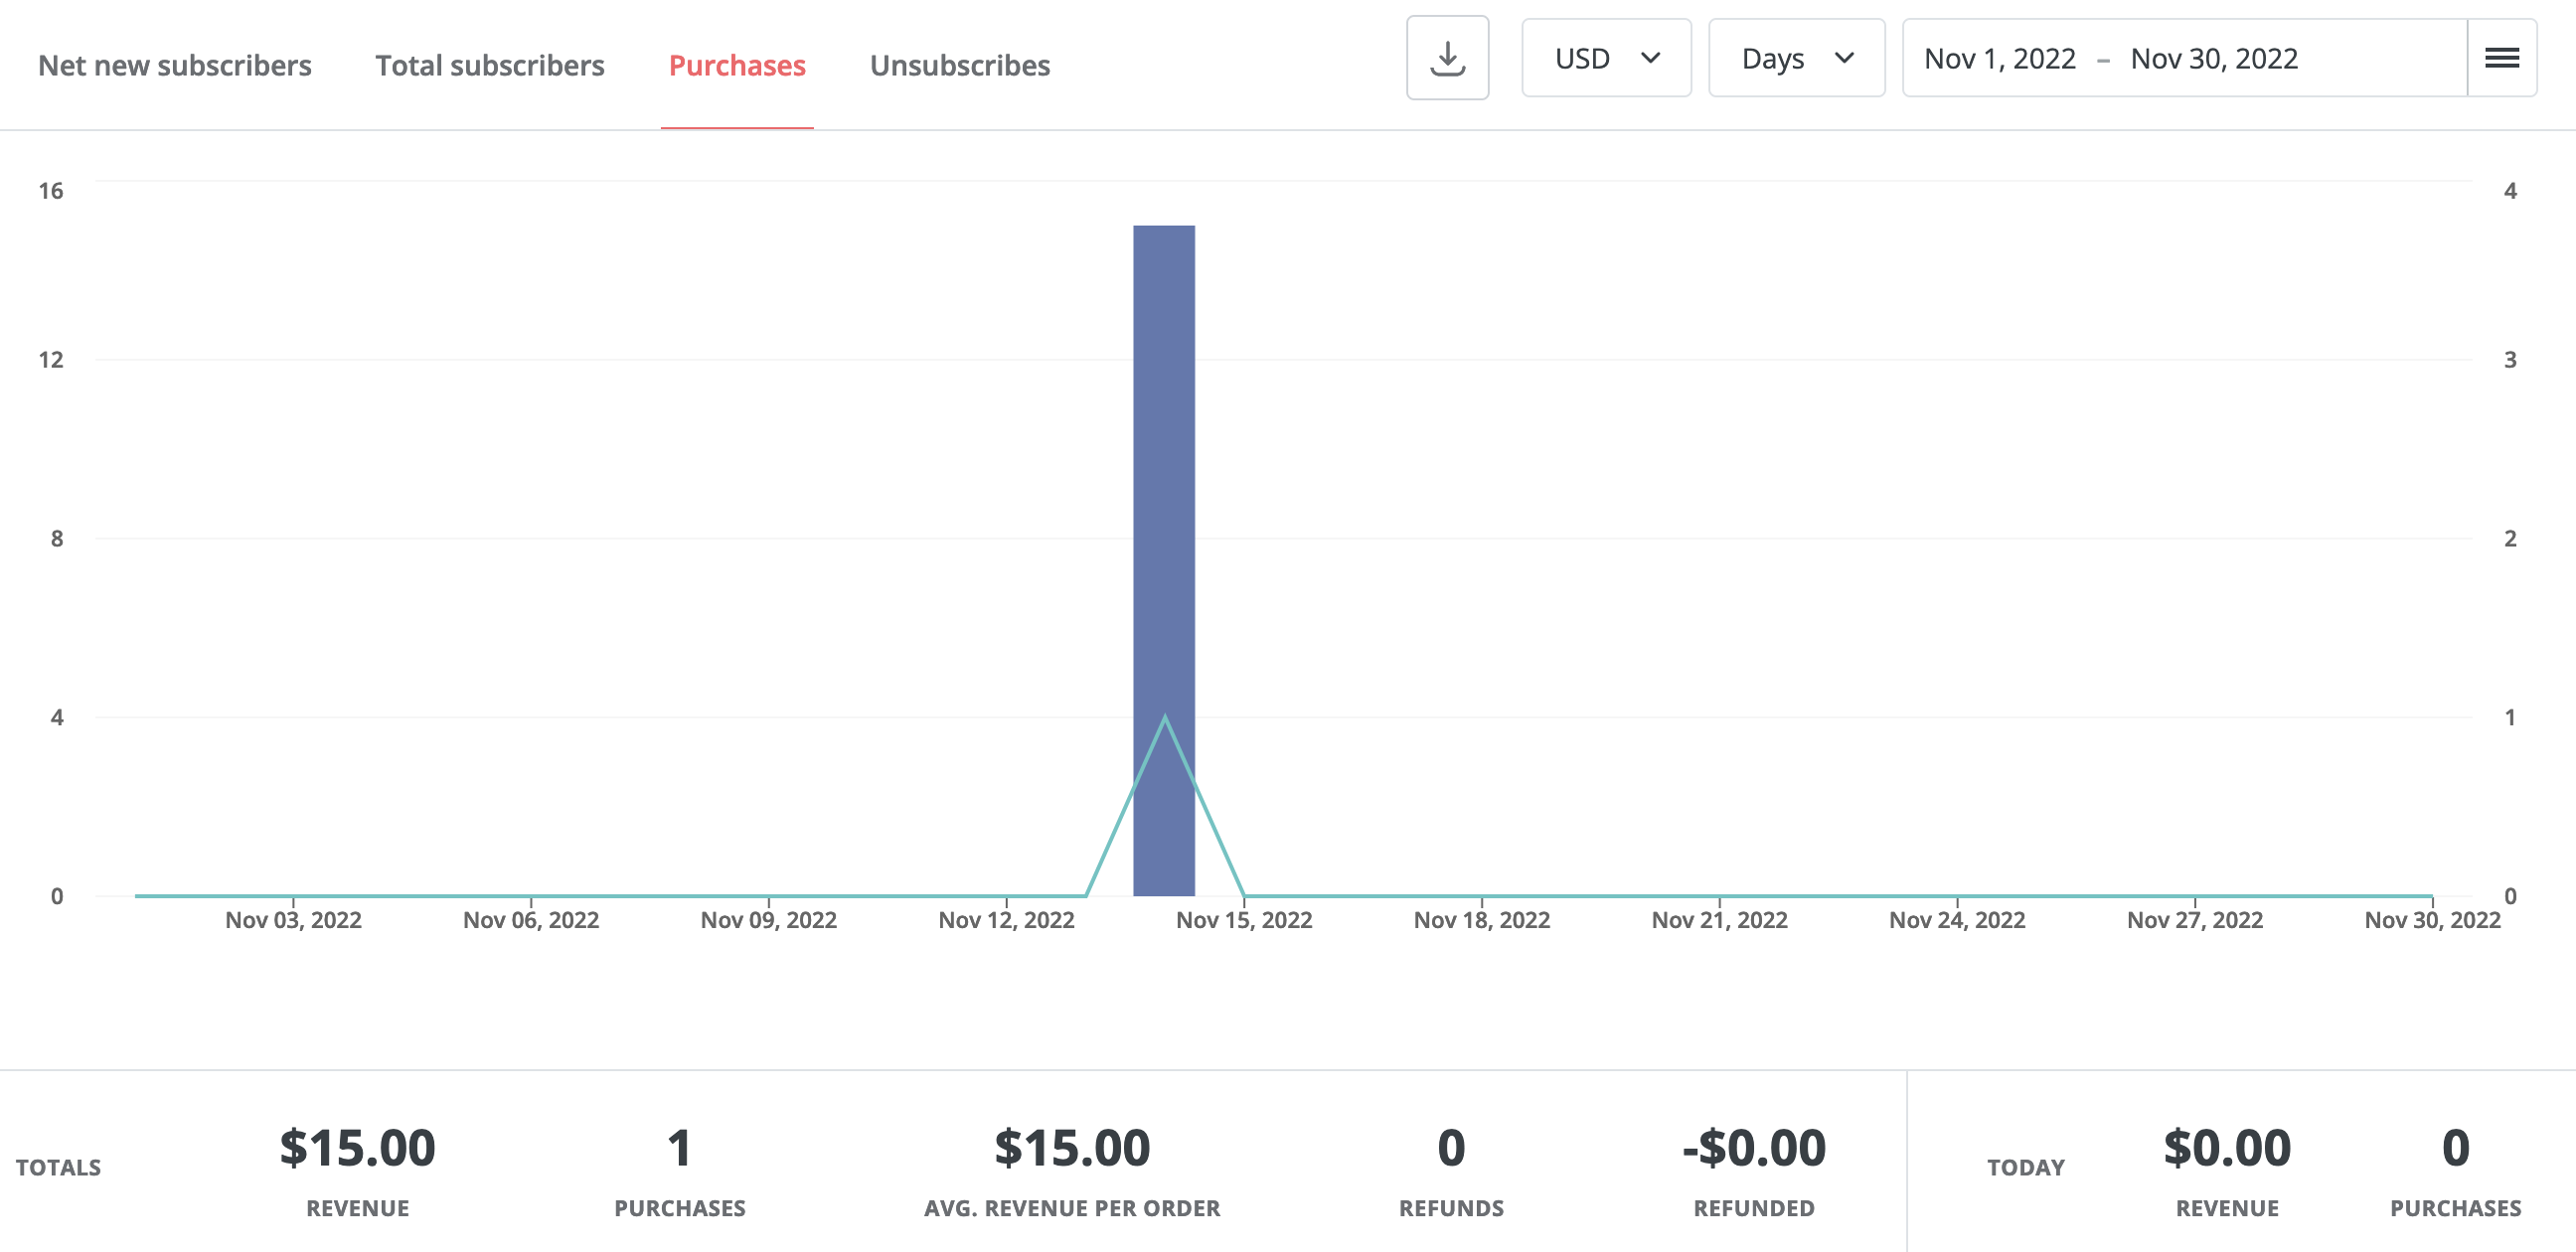 Net new subscribers Total subscribers Purchases Unsubscribes USD Days Nov 1, 2022 – Nov 30, 2022
16 4
12 3
8 2
4 1
0 0
Nov 03, 2022 Nov 06, 2022 Nov 09, 2022 Nov 12, 2022 Nov 15, 2022 Nov 18, 2022 Nov 21, 2022 Nov 24, 2022 Nov 27, 2022 Nov 30, 2022
TOTALS $15.00 1 $15.00 0 -$0.00 TODAY $0.00 0
REVENUE PURCHASES AVG. REVENUE PER ORDER REFUNDS REFUNDED REVENUE PURCHASES